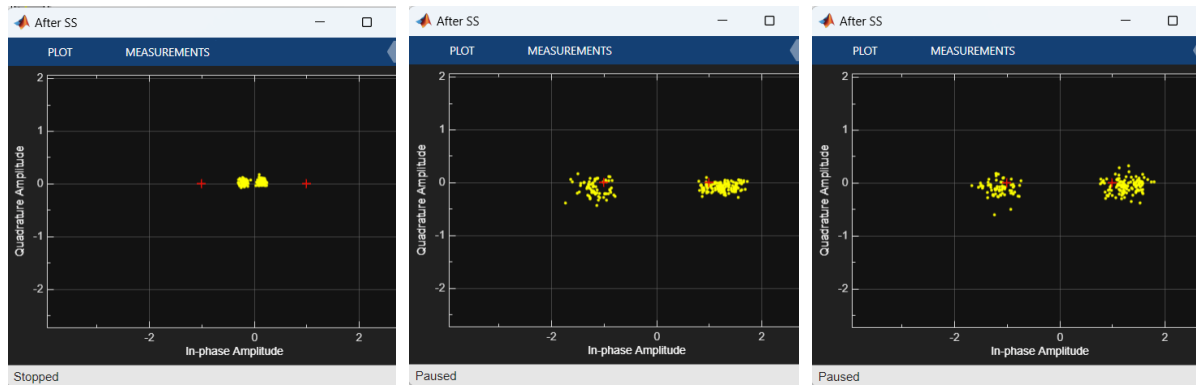 After SS
PLOT MEASUREMENTS
2
1
0
-1
-2
Quadrature Amplitude
-2 0 2
In-phase Amplitude
Stopped
After SS
PLOT MEASUREMENTS
2
1
0
-1
-2
Quadrature Amplitude
-2 0 2
In-phase Amplitude
Paused
After SS
PLOT MEASUREMENTS
2
1
0
-1
-2
Quadrature Amplitude
-2 0 2
In-phase Amplitude
Paused